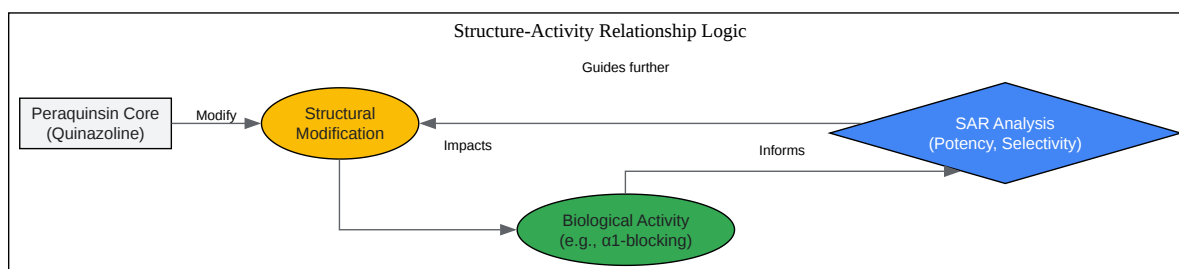 Structure-Activity Relationship Logic
Guides further
Peraquinsin Core
(Quinazoline)
Modify
Structural
Modification
Impacts
Informs
SAR Analysis
(Potency, Selectivity)
Biological Activity
(e.g., α1-blocking)